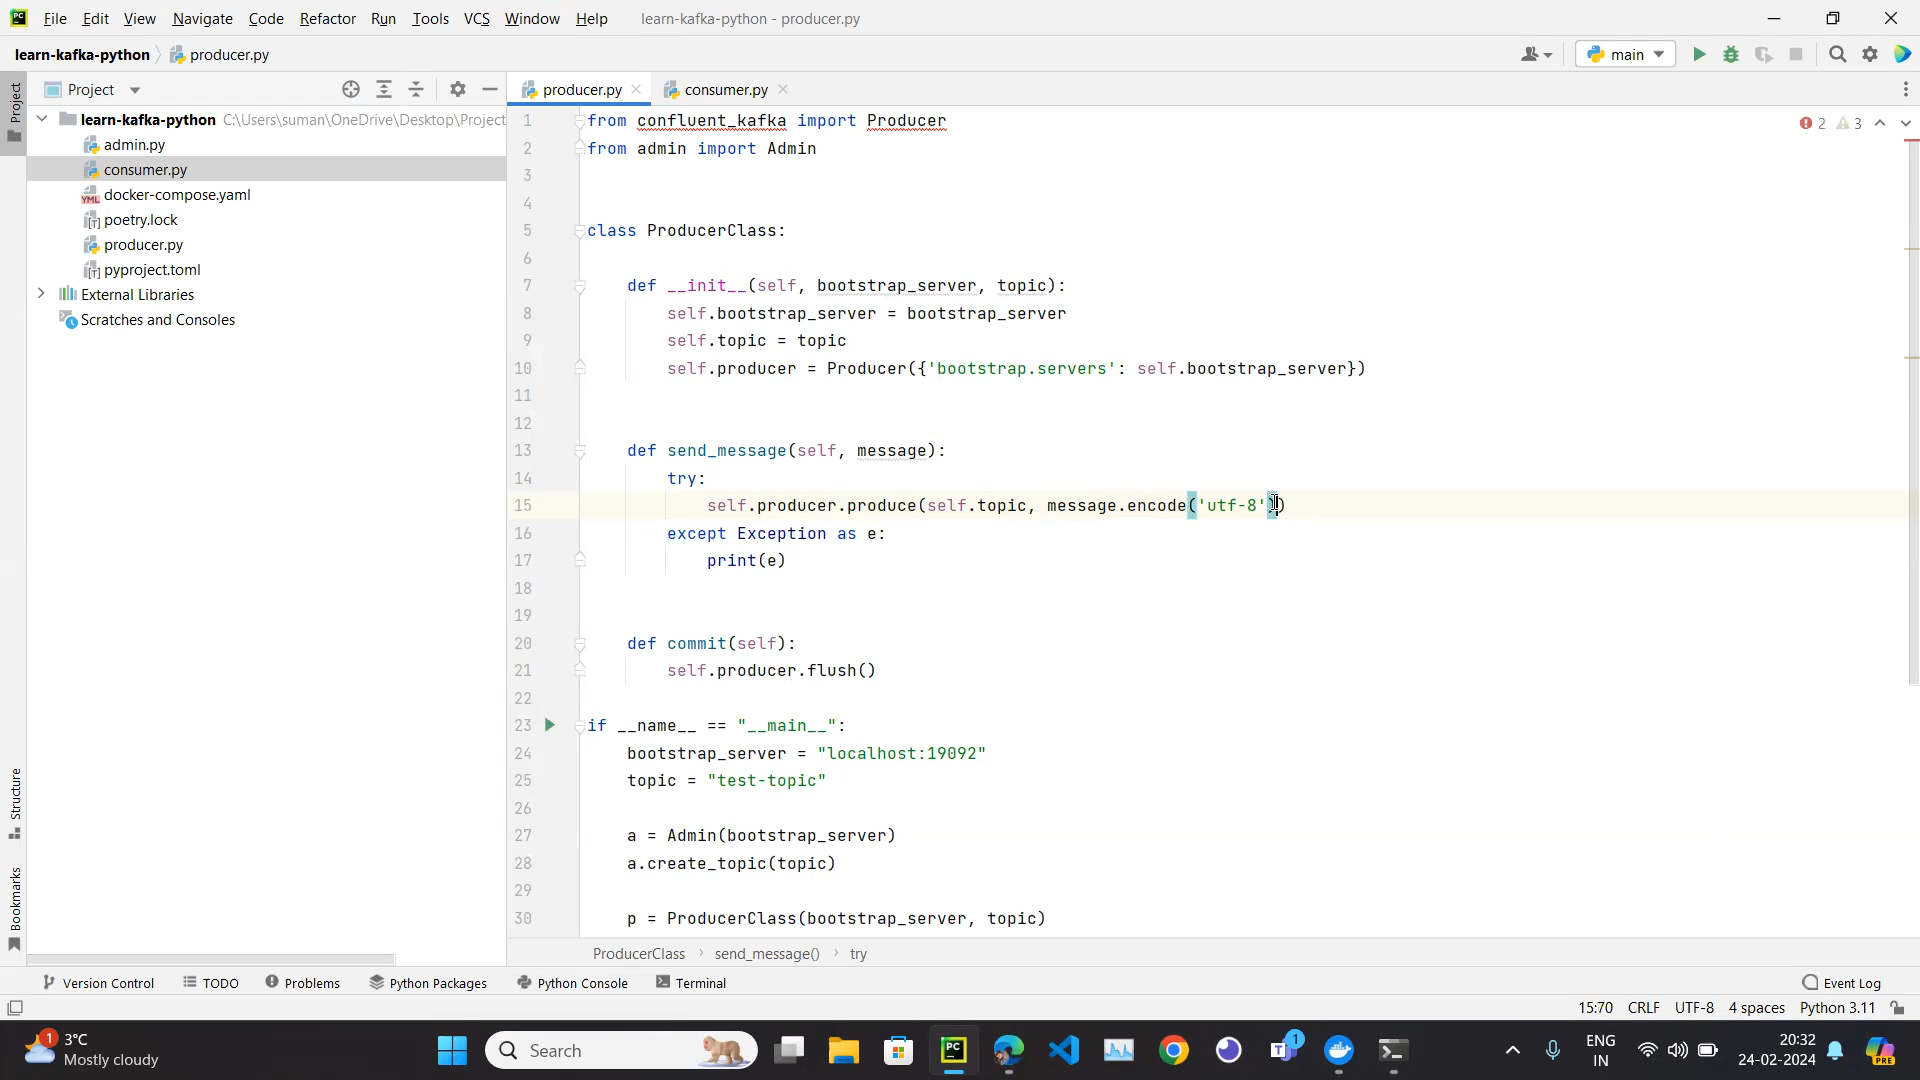 File Edit View Navigate Code Refactor Run Tools VCS Window Help learn-kafka-python - producer.py
learn-kafka-python producer.py main
Project
Project producer.py consumer.py
learn-kafka-python C:\Users\suman\OneDrive\Desktop\Project
admin.py
consumer.py
docker-compose.yaml
poetry.lock
producer.py
pyproject.toml
External Libraries
Scratches and Consoles
Structure
Bookmarks
2 3
1 from confluent_kafka import Producer
2 from admin import Admin
3
4
5 class ProducerClass:
6
7 def __init__(self, bootstrap_server, topic):
8 self.bootstrap_server = bootstrap_server
9 self.topic = topic
10 self.producer = Producer({'bootstrap.servers': self.bootstrap_server})
11
12
13 def send_message(self, message):
14 try:
15 self.producer.produce(self.topic, message.encode('utf-8'))
16 except Exception as e:
17 print(e)
18
19
20 def commit(self):
21 self.producer.flush()
22
23 if __name__ == "__main__":
24 bootstrap_server = "localhost:19092"
25 topic = "test-topic"
26
27 a = Admin(bootstrap_server)
28 a.create_topic(topic)
29
30 p = ProducerClass(bootstrap_server, topic)
ProducerClass send_message() try
Version Control TODO Problems Python Packages Python Console Terminal Event Log
15:70 CRLF UTF-8 4 spaces Python 3.11
1 3°C
Mostly cloudy
Search
PC
1
ENG
IN
20:32
24-02-2024
PRE